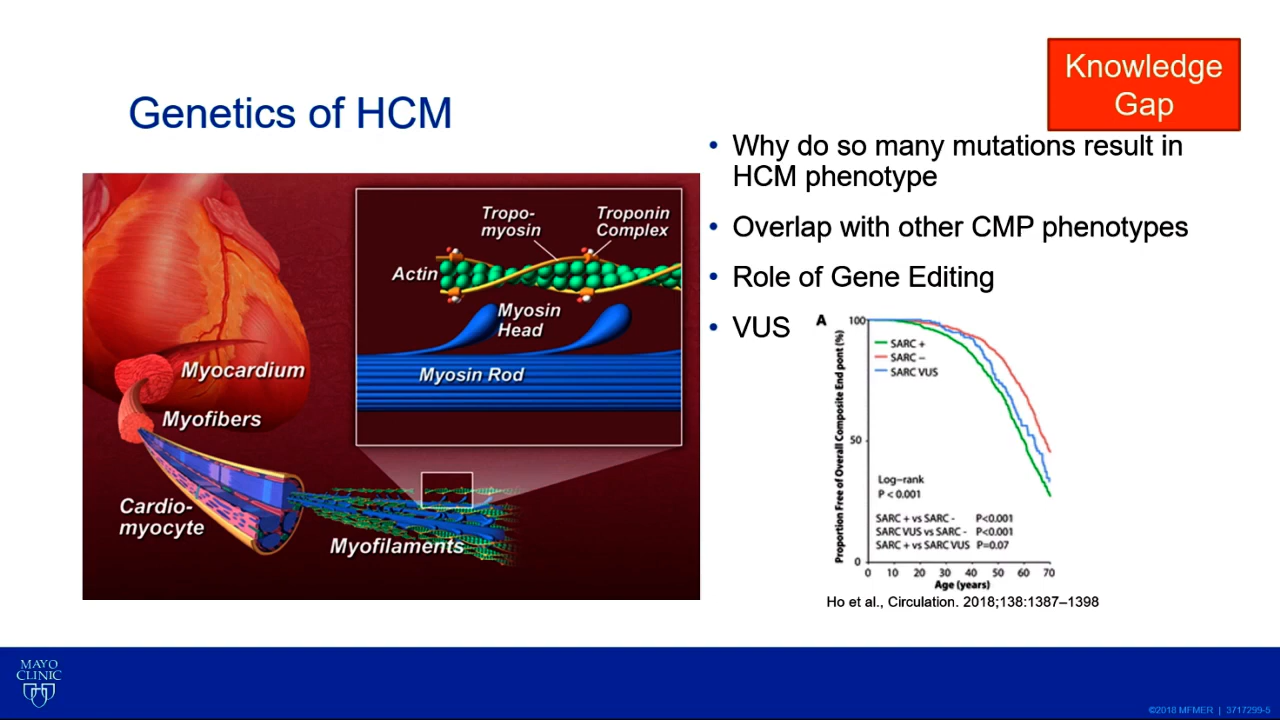 Knowledge
Gap
Genetics of HCM
• Why do so many mutations result in
HCM phenotype
• Overlap with other CMP phenotypes
• Role of Gene Editing
• VUS
Tropo-
myosin
Troponin
Complex
Actin
Myosin
Head
Myosin Rod
Myocardium
Myofibers
Cardio-
myocyte
Myofilaments
A
Proportion Free of Overall Composite End pont (%)
100
50
0
SARC +
SARC –
SARC VUS
Log-rank
P < 0.001
SARC + vs SARC - P<0.001
SARC VUS vs SARC - P<0.001
SARC + vs SARC VUS P=0.07
0 10 20 30 40 50 60 70
Age (years)
Ho et al., Circulation. 2018;138:1387–1398
MAYO
CLINIC
©2018 MFMER | 3717299-5